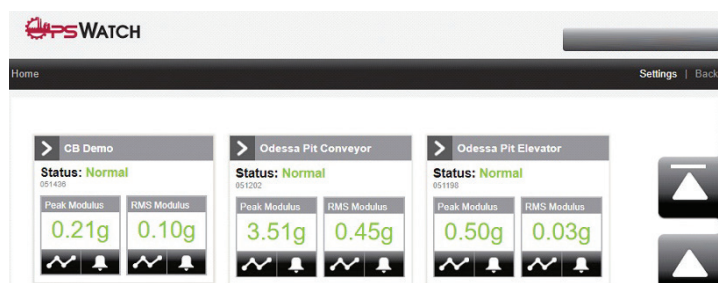 OPSWATCH
Home
Settings | Back
CB Demo
Status: Normal
051436
Peak Modulus
0.21g
RMS Modulus
0.10g
Odessa Pit Conveyor
Status: Normal
051202
Peak Modulus
3.51g
RMS Modulus
0.45g
Odessa Pit Elevator
Status: Normal
051198
Peak Modulus
0.50g
RMS Modulus
0.03g